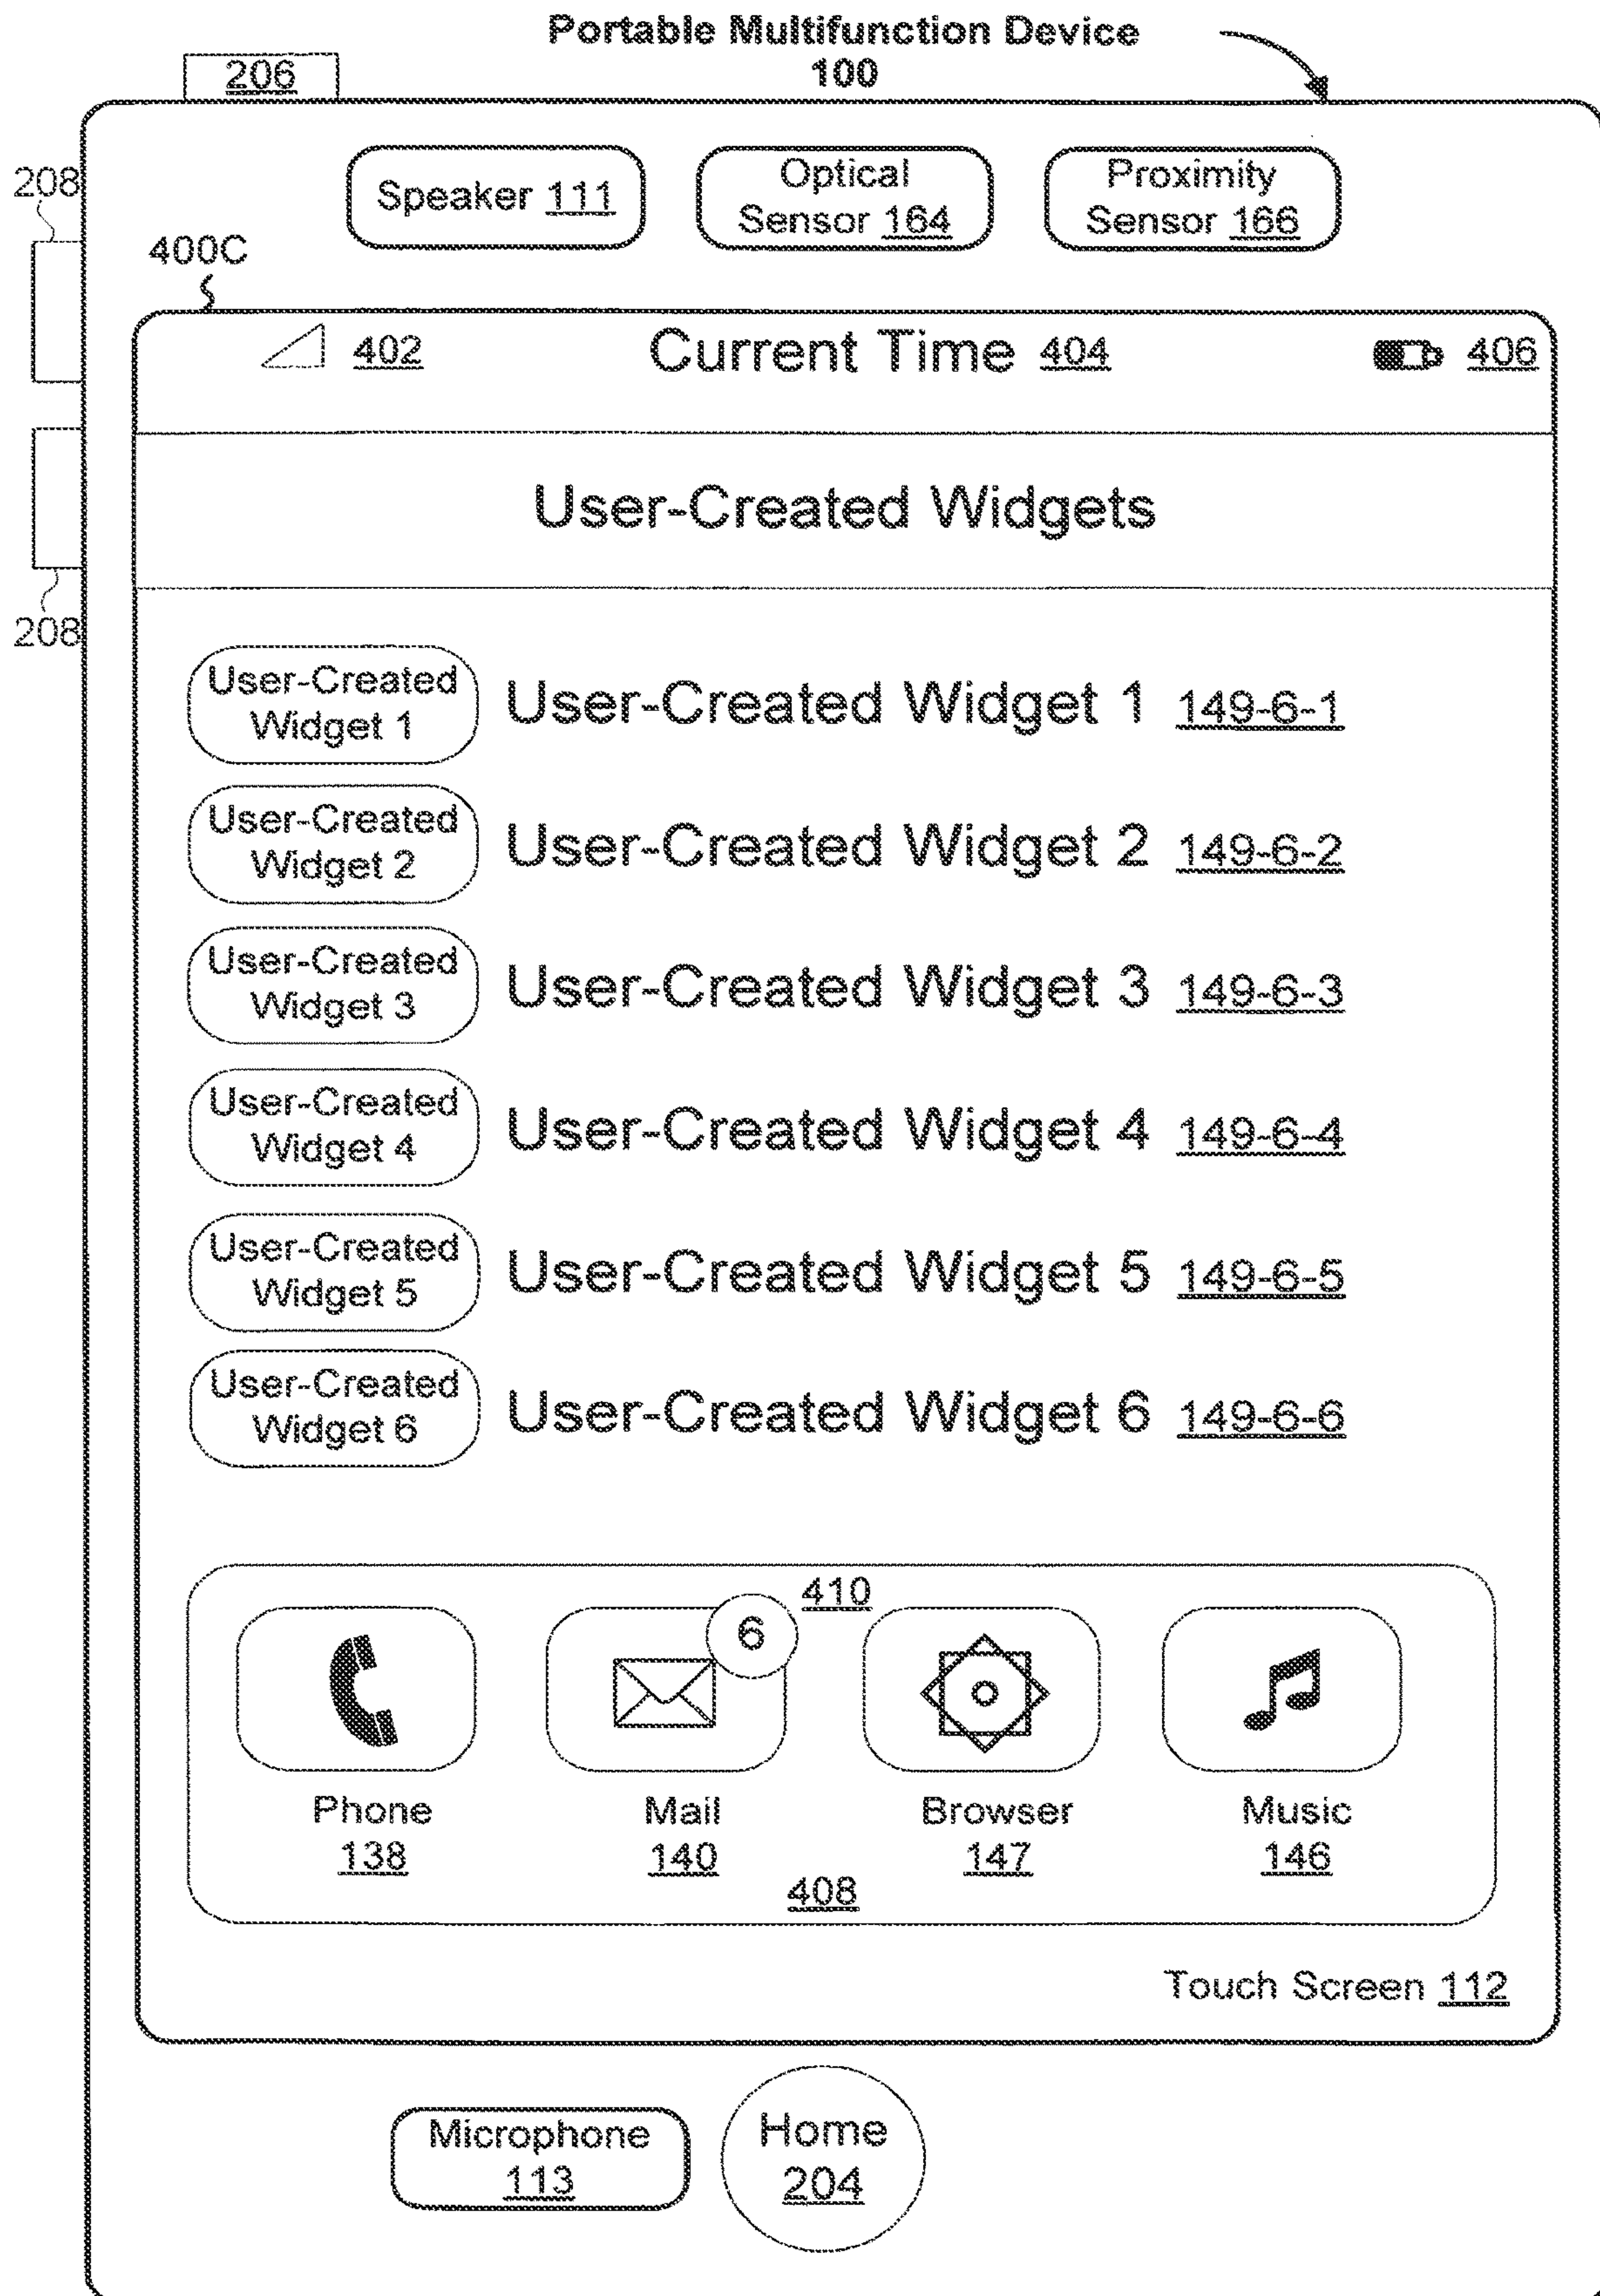 Portable Multifunction Device
100
206
208
Speaker 111
Optical
Sensor 164
Proximity
Sensor 166
400C
402
Current Time 404
406
User-Created Widgets
208
User-Created
Widget 1
User-Created Widget 1 149-6-1
User-Created
Widget 2
User-Created Widget 2 149-6-2
User-Created
Widget 3
User-Created Widget 3 149-6-3
User-Created
Widget 4
User-Created Widget 4 149-6-4
User-Created
Widget 5
User-Created Widget 5 149-6-5
User-Created
Widget 6
User-Created Widget 6 149-6-6
410
6
Phone
138
Mail
140
Browser
147
Music
146
408
Touch Screen 112
Microphone
113
Home
204